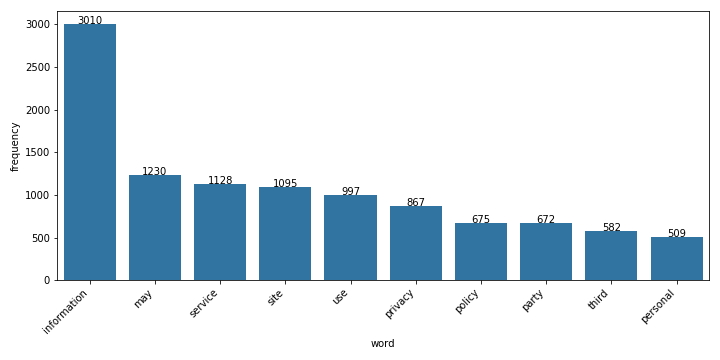 frequency
3000
2500
2000
1500
1000
500
0
3010
1230
1128
1095
997
867
675
672
582
509
information
may
service
site
use
privacy
policy
party
third
personal
word